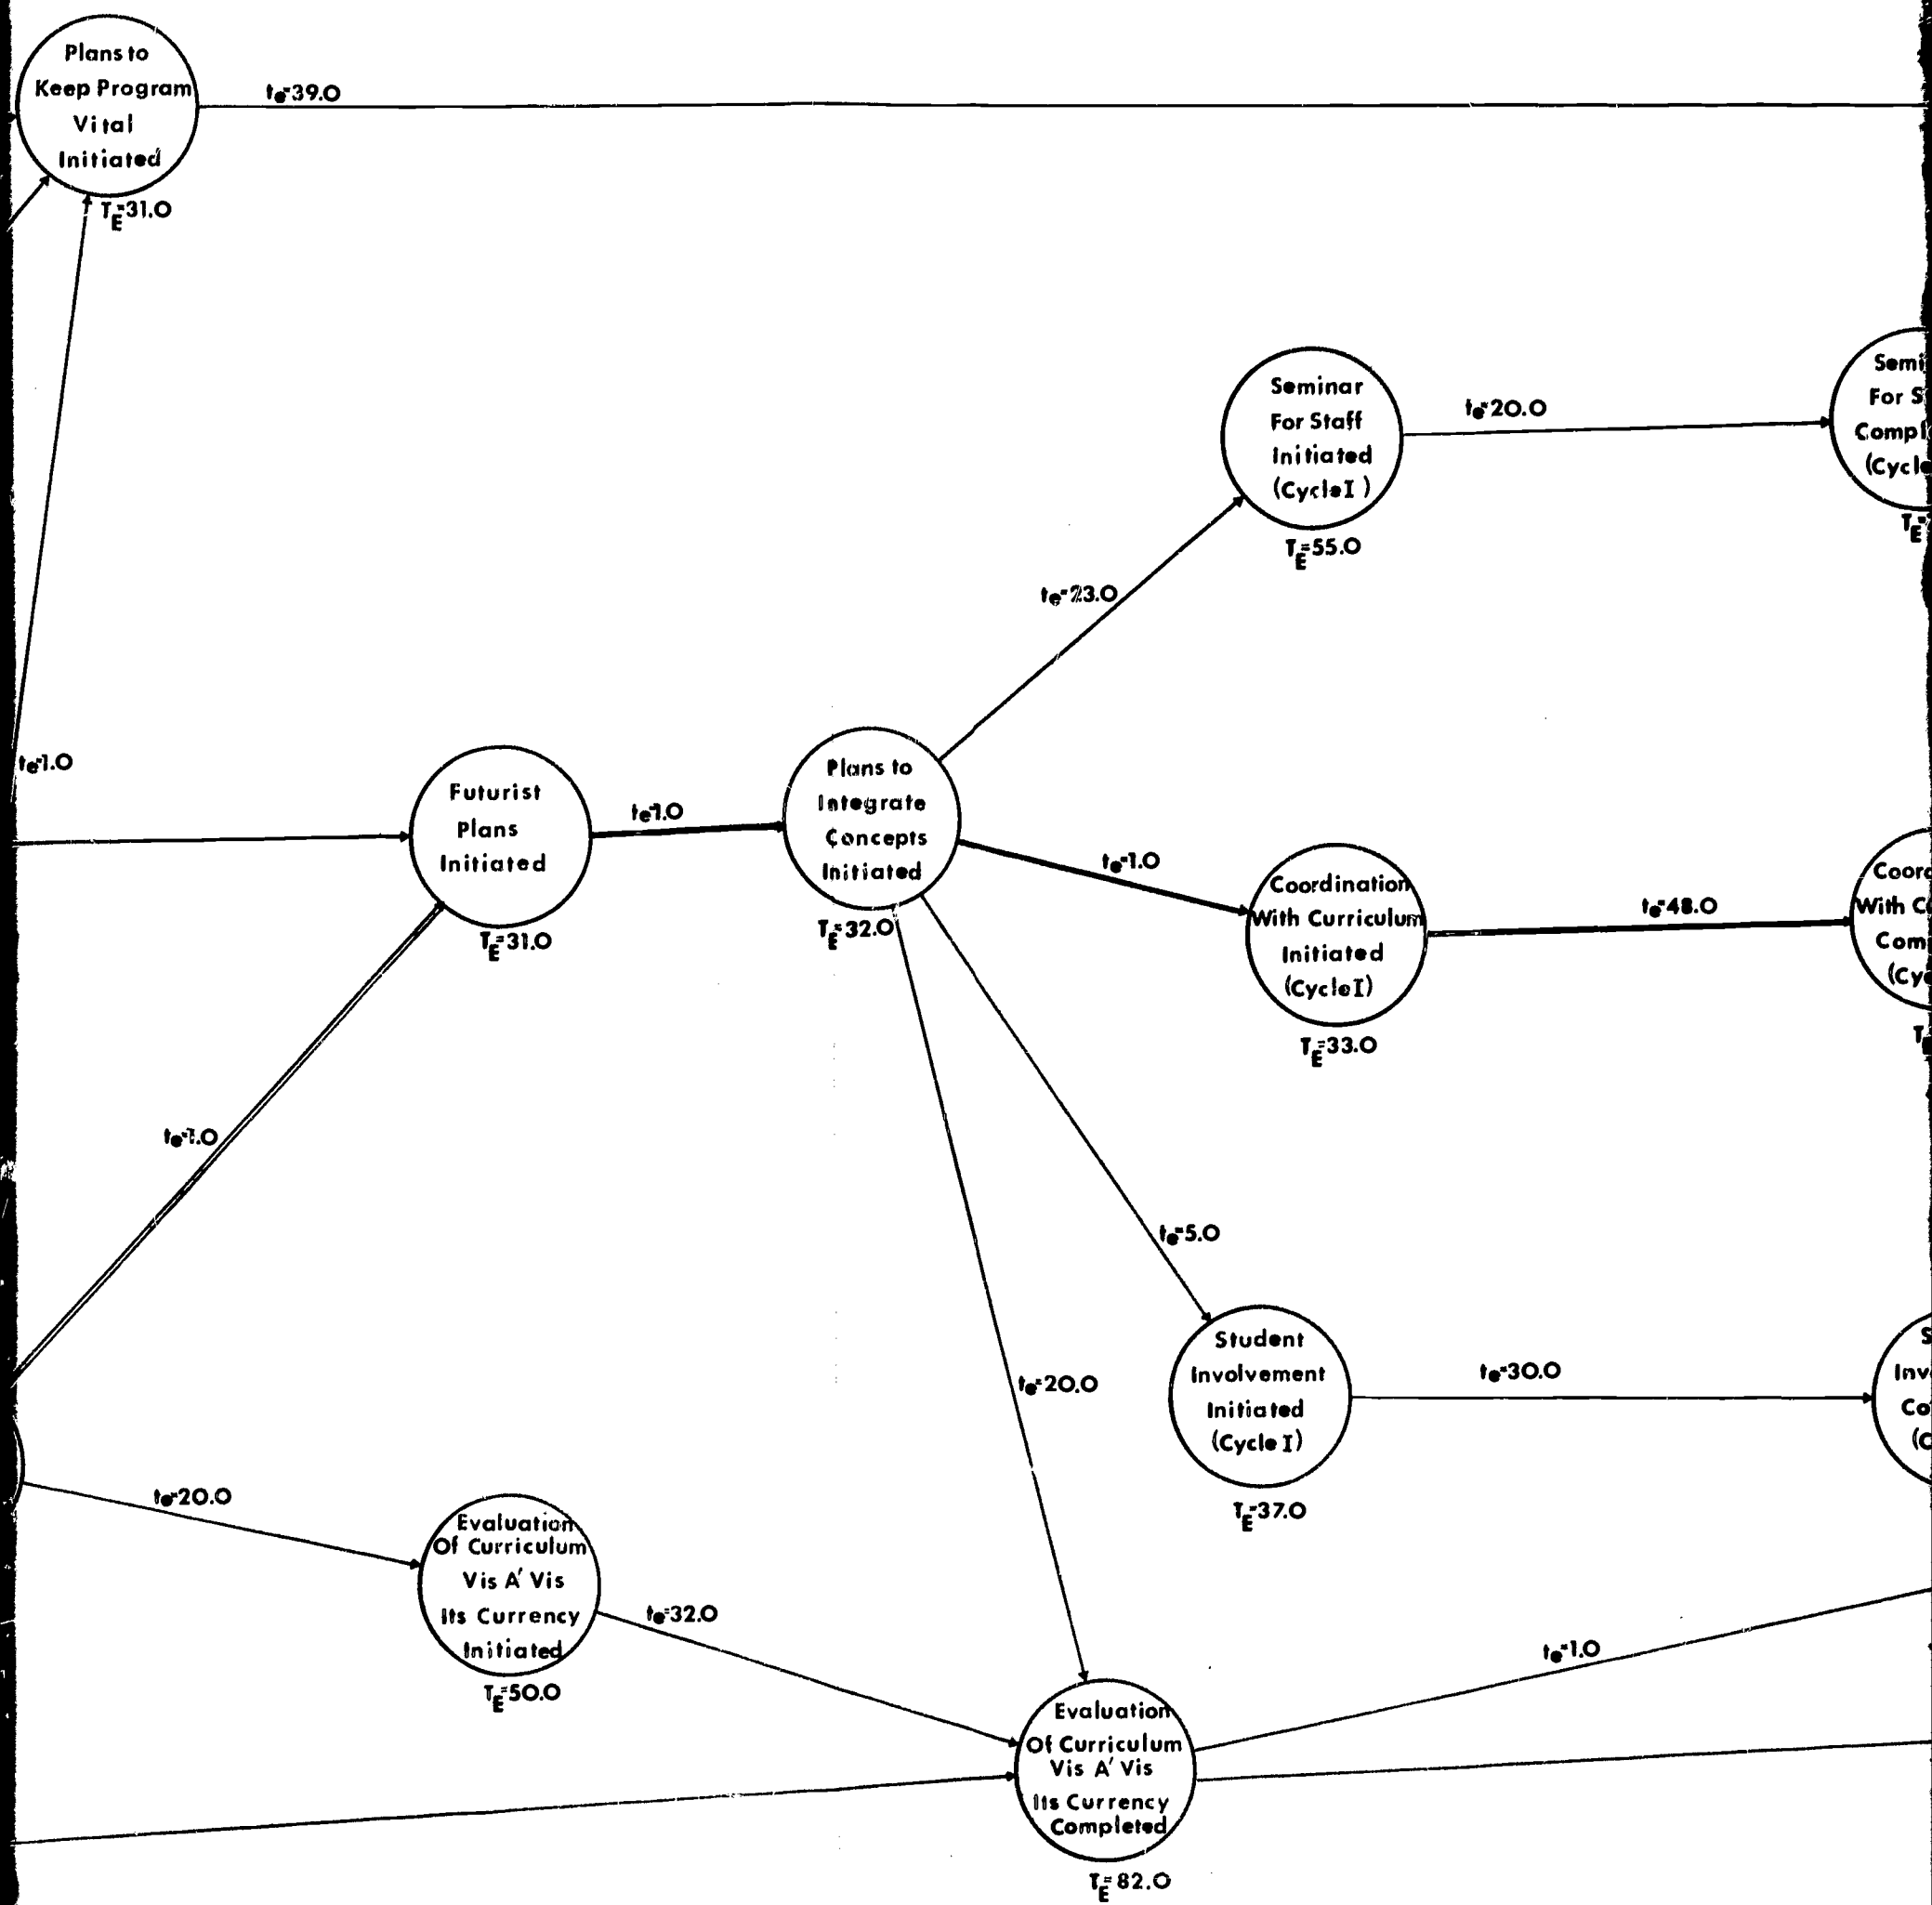 Plans to
Keep Program
Vital
Initiated
TE=31.0
te=39.0
Seminar
For Staff
Initiated
(Cycle I)
TE=55.0
te=20.0
For S
(Cycle
TE=
te=23.0
te=1.0
Futurist
Plans
Initiated
TE=31.0
te=1.0
Plans to
Integrate
Concepts
Initiated
TE=32.0
te=1.0
Coordination
With Curriculum
Initiated
(Cycle I)
TE=33.0
te=48.0
With C
te=1.0
te=5.0
te=20.0
Student
Involvement
Initiated
(Cycle I)
TE=37.0
te=30.0
te=20.0
Evaluation
Of Curriculum
Vis A' Vis
Its Currency
Initiated
TE=50.0
te=32.0
Evaluation
Of Curriculum
Vis A' Vis
Its Currency
Completed
TE=82.0
te=1.0